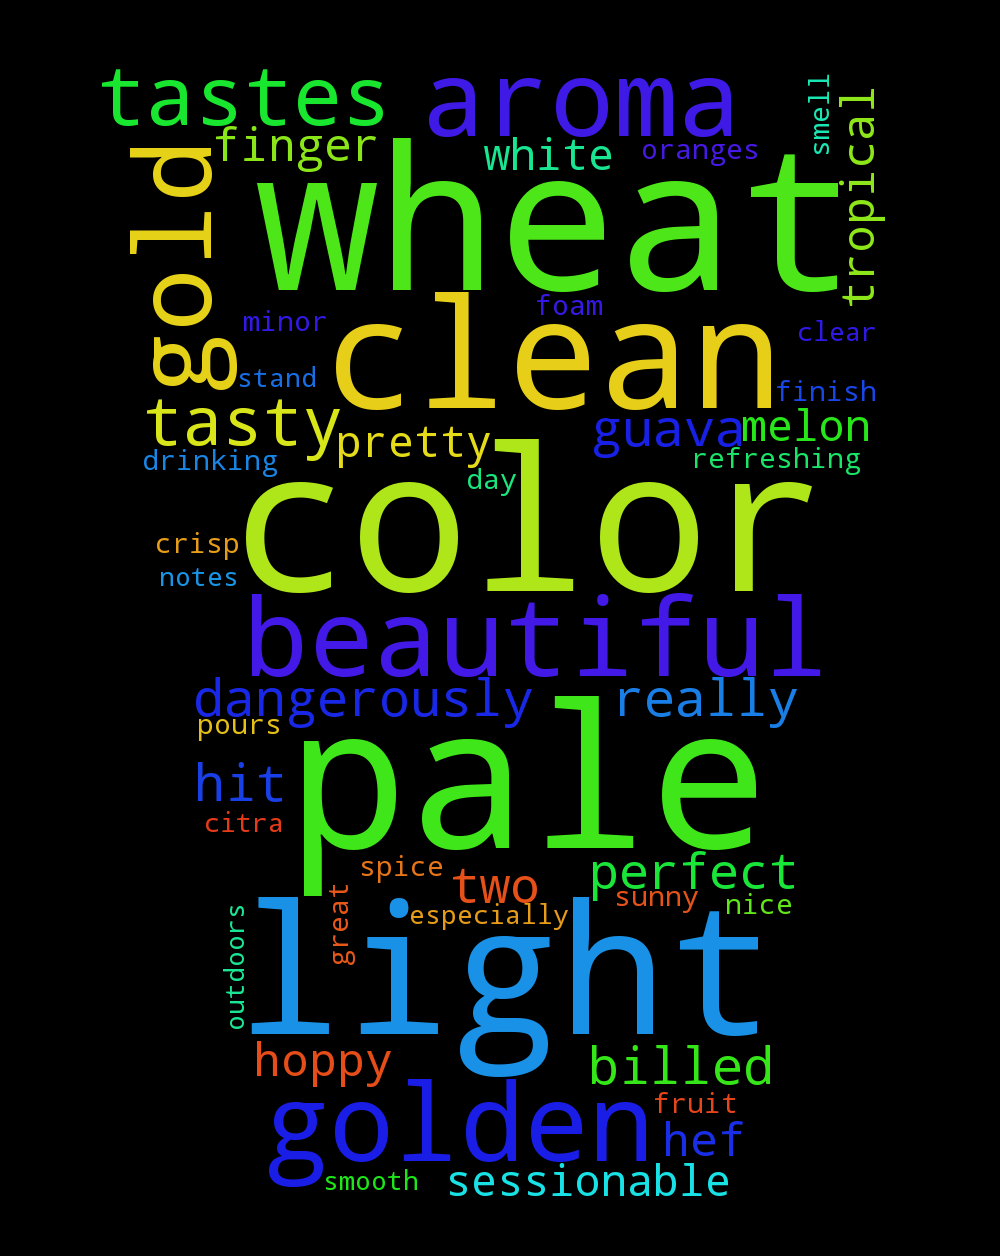 tastes
aroma
smell
tropical
finger
white
oranges
gold
wheat
minor
foam
clear
clean
stand
finish
tasty
pretty
guava
melon
drinking
day
refreshing
color
crisp
notes
beautiful
dangerously
really
pours
pale
hit
citra
spice
two
perfect
great
especially
sunny
nice
outdoors
light
hoppy
billed
golden
fruit
hef
smooth
sessionable